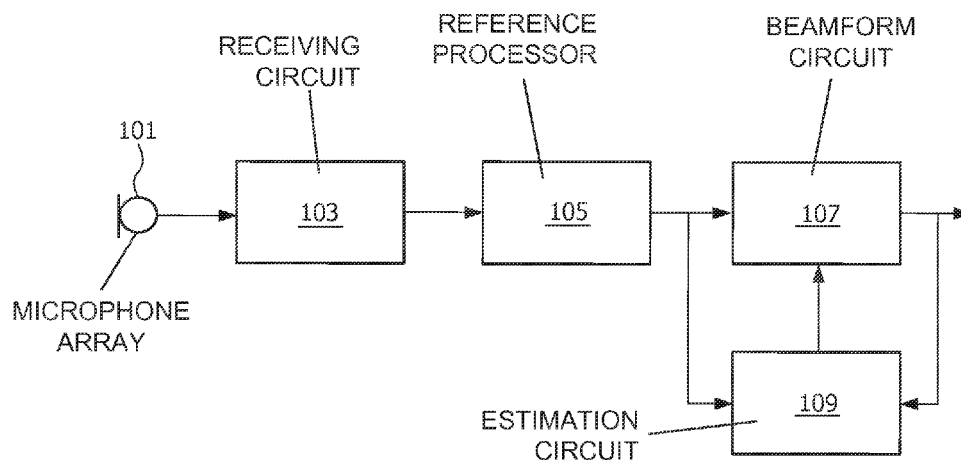 RECEIVING
CIRCUIT
REFERENCE
PROCESSOR
BEAMFORM
CIRCUIT
101
103
105
107
MICROPHONE
ARRAY
109
ESTIMATION
CIRCUIT